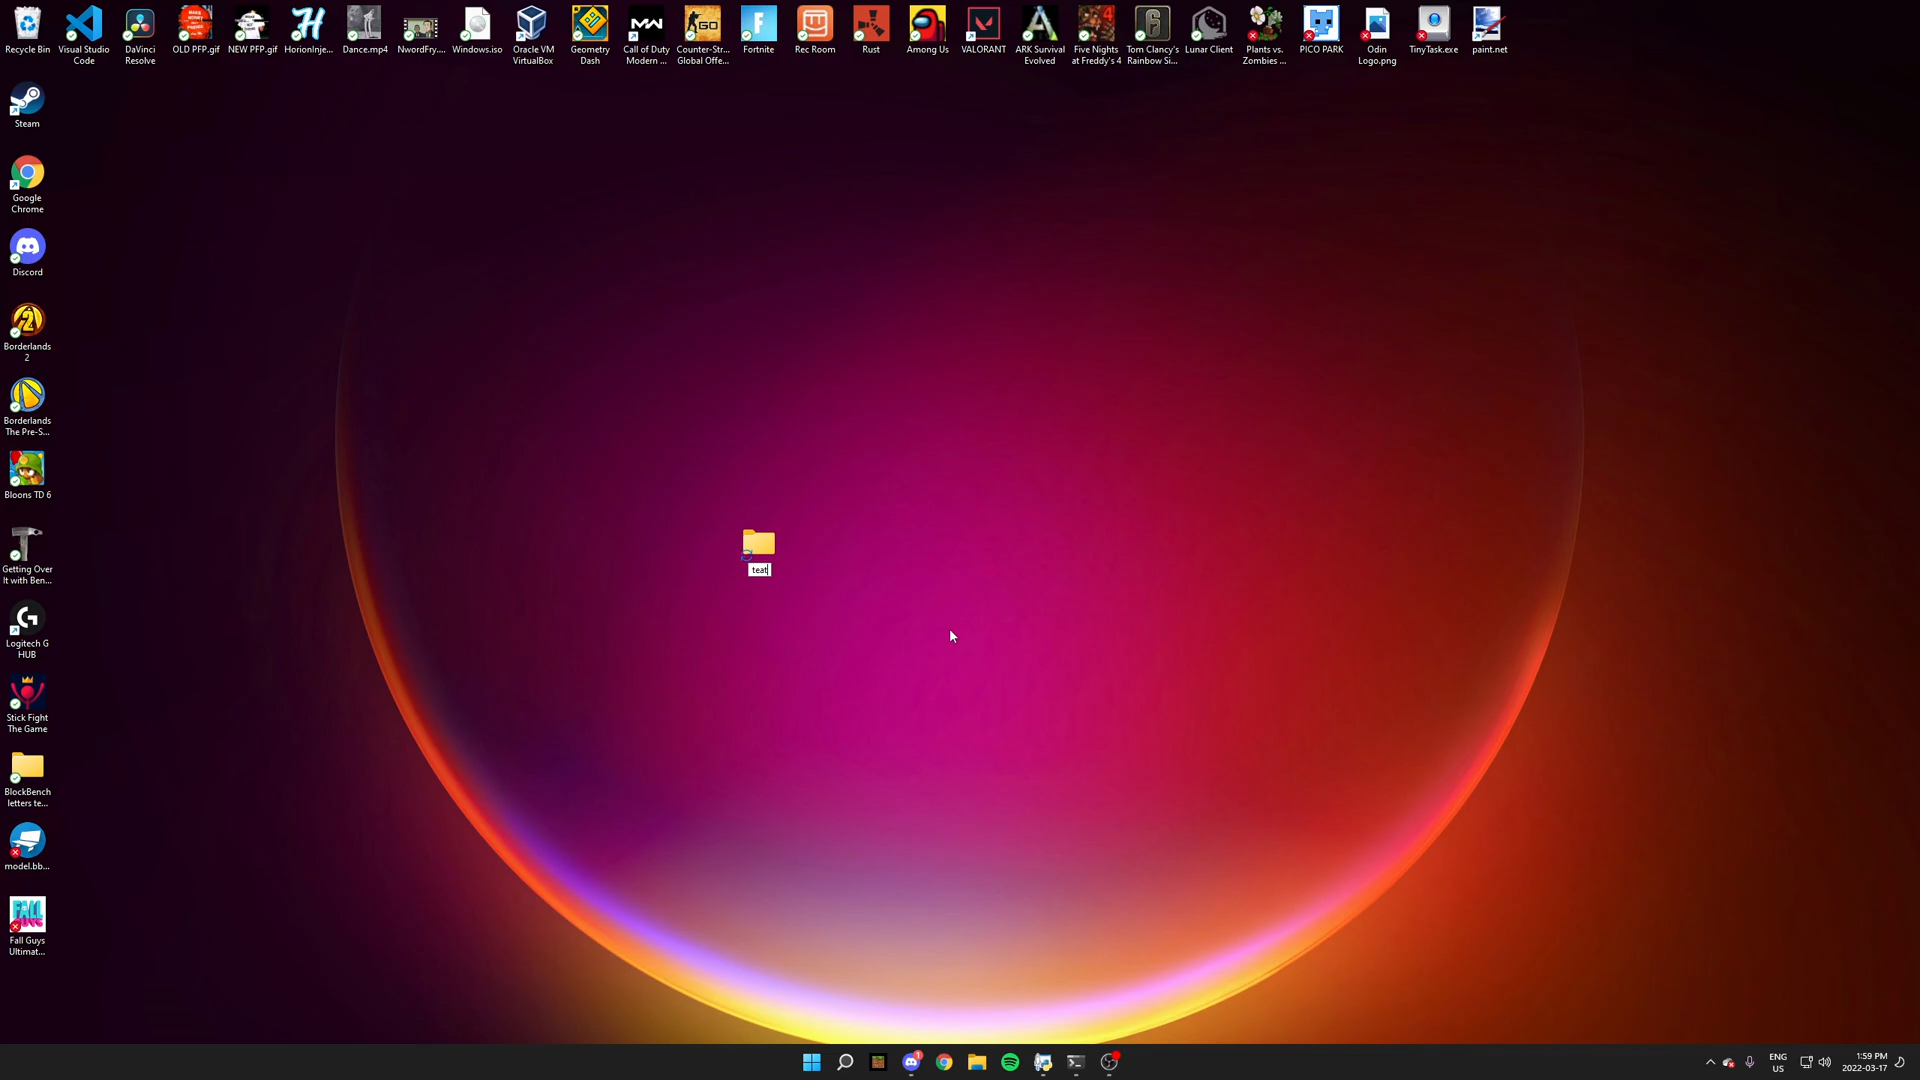 Recycle Bin
Visual Studio
Code
DaVinci
Resolve
OLD PFP.gif
NEW PFP.gif
HorionInje...
Dance.mp4
NwordFry....
Windows.iso
Oracle VM
VirtualBox
Geometry
Dash
Call of Duty
Modern ...
Counter-Str...
Global Offe...
Fortnite
Rec Room
Rust
Among Us
VALORANT
ARK Survival
Evolved
Five Nights
at Freddy's 4
Tom Clancy's
Rainbow Si...
Lunar Client
Plants vs.
Zombies ...
PICO PARK
Odin
Logo.png
TinyTask.exe
paint.net
Steam
Google
Chrome
Discord
Borderlands
2
Borderlands
The Pre-S...
Bloons TD 6
Getting Over
It with Ben...
Logitech G
HUB
Stick Fight
The Game
BlockBench
letters te...
model.bb...
Fall Guys
Ultimat...
teat
ENG
US
1:59 PM
2022-03-17